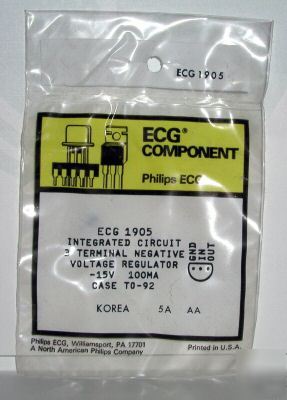 ECG 1905
ECG® COMPONENT
Philips ECG
ECG 1905
INTEGRATED CIRCUIT
3 TERMINAL NEGATIVE
VOLTAGE REGULATOR
-15V 100MA
CASE TO-92
GND
IN
OUT
KOREA 5A AA
Philips ECG, Williamsport, PA 17701
A North American Philips Company
Printed in U.S.A.